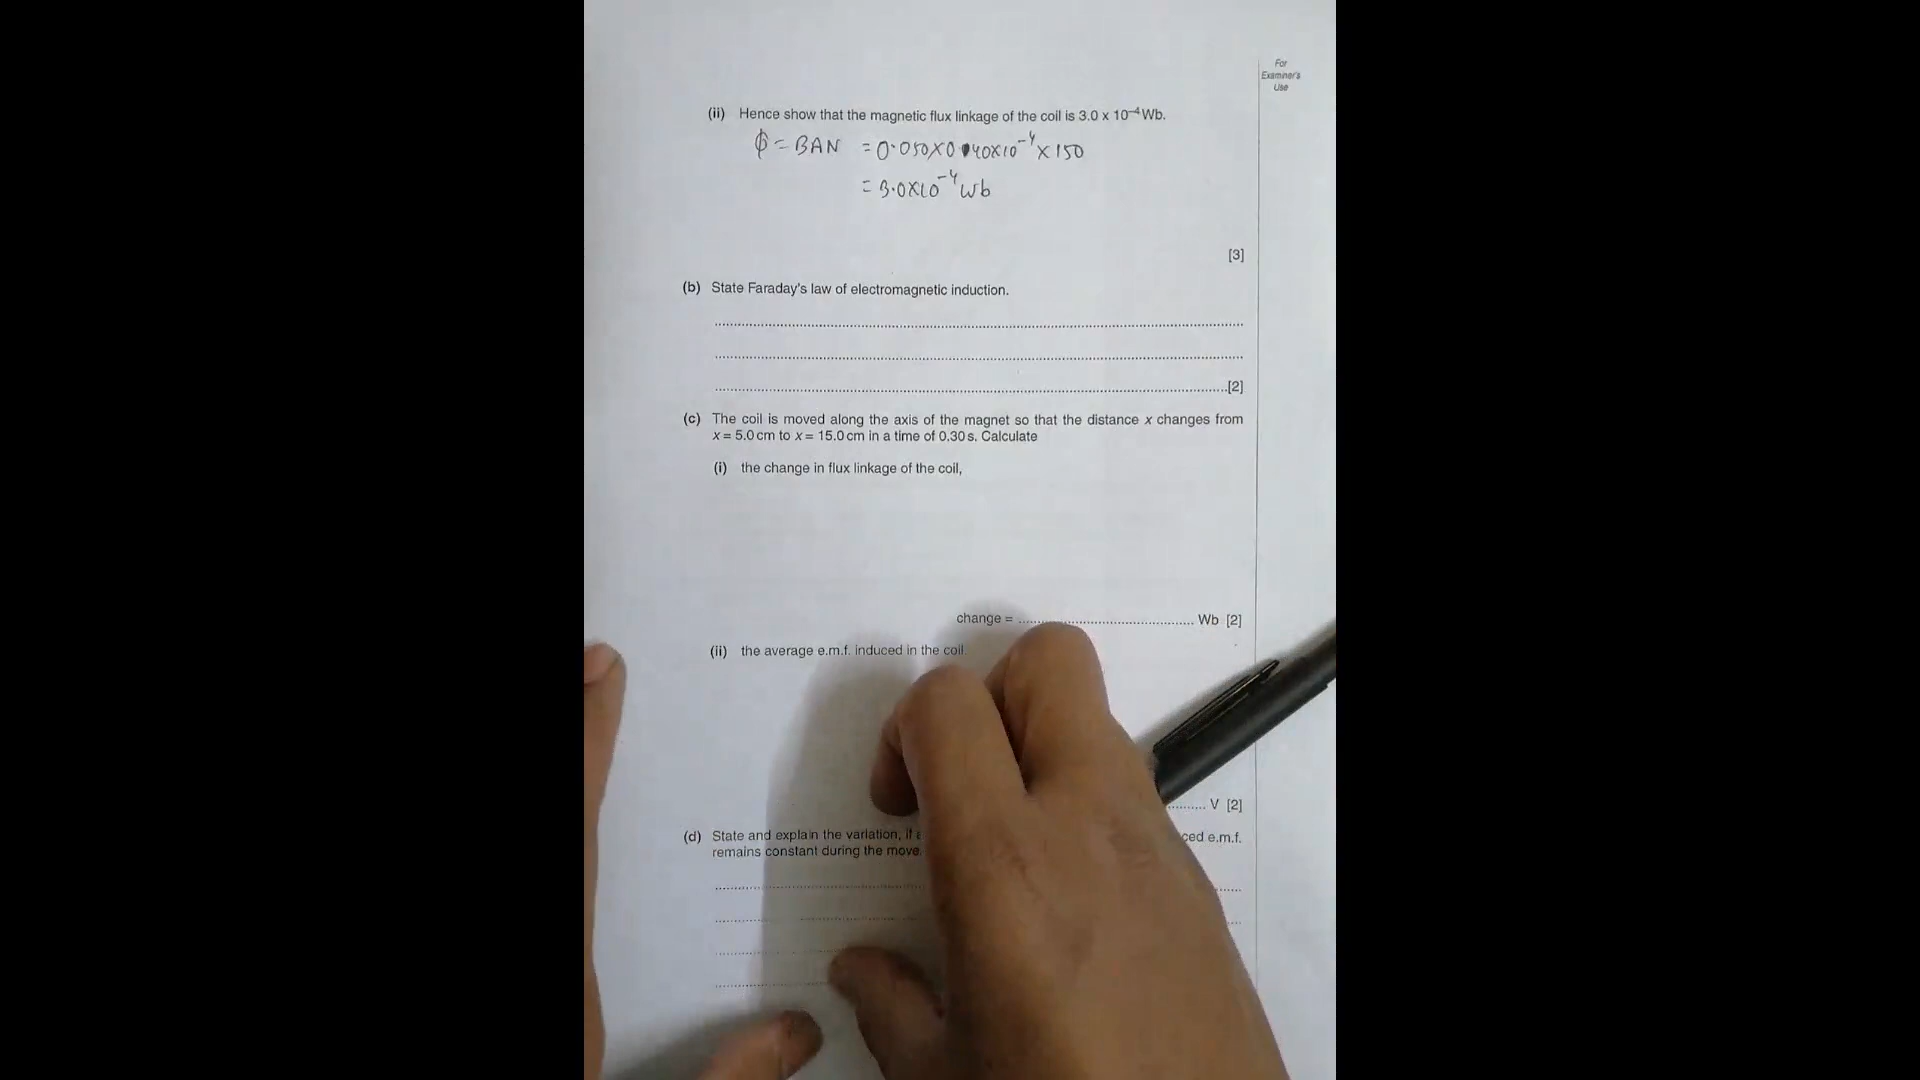 For
Examiner's
Use
(ii) Hence show that the magnetic flux linkage of the coil is 3.0 x 10⁻⁴ Wb.
ϕ = BAN = 0.050 × 0.40×10⁻⁴ × 150
= 3.0×10⁻⁴ Wb
[3]
(b) State Faraday's law of electromagnetic induction.
[2]
(c) The coil is moved along the axis of the magnet so that the distance x changes from
x = 5.0 cm to x = 15.0 cm in a time of 0.30 s. Calculate
(i) the change in flux linkage of the coil,
change = Wb [2]
(ii) the average e.m.f. induced in the coil.
V [2]
(d) State and explain the variation, if e.m.f.
remains constant during the move